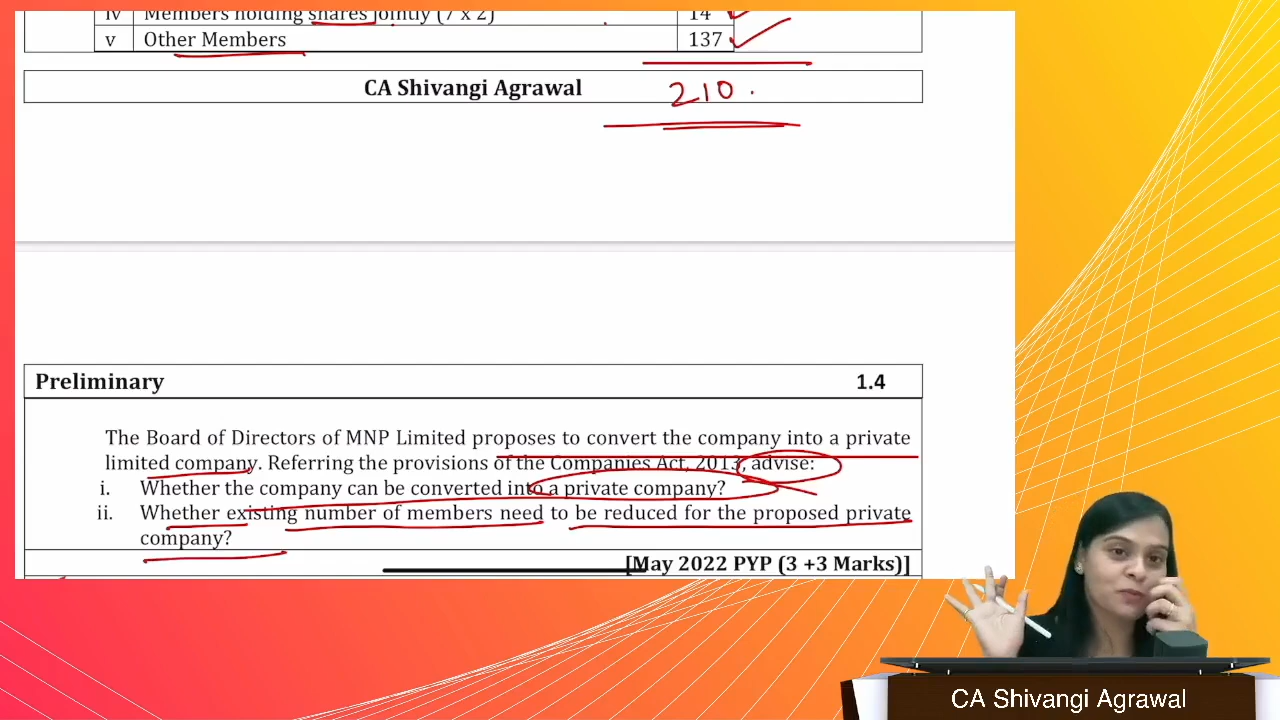 iv Members holding shares jointly (7 x 2) 14
v Other Members 137
CA Shivangi Agrawal
210
Preliminary 1.4
The Board of Directors of MNP Limited proposes to convert the company into a private
limited company. Referring the provisions of the Companies Act, 2013, advise:
i. Whether the company can be converted into a private company?
ii. Whether existing number of members need to be reduced for the proposed private
company?
[May 2022 PYP (3 +3 Marks)]
CA Shivangi Agrawal